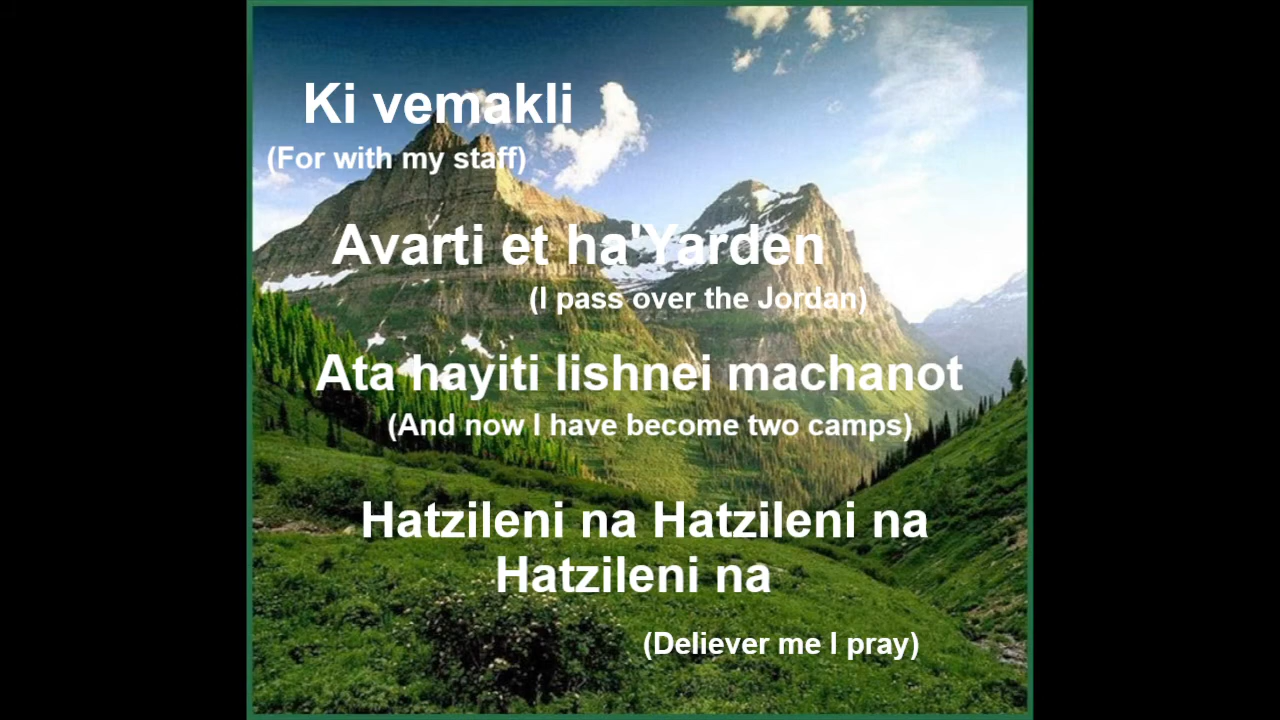 Ki vemakli
(For with my staff)
Avarti et ha'Yarden
(I pass over the Jordan)
Ata hayiti lishnei machanot
(And now I have become two camps)
Hatzileni na Hatzileni na
Hatzileni na
(Deliever me I pray)